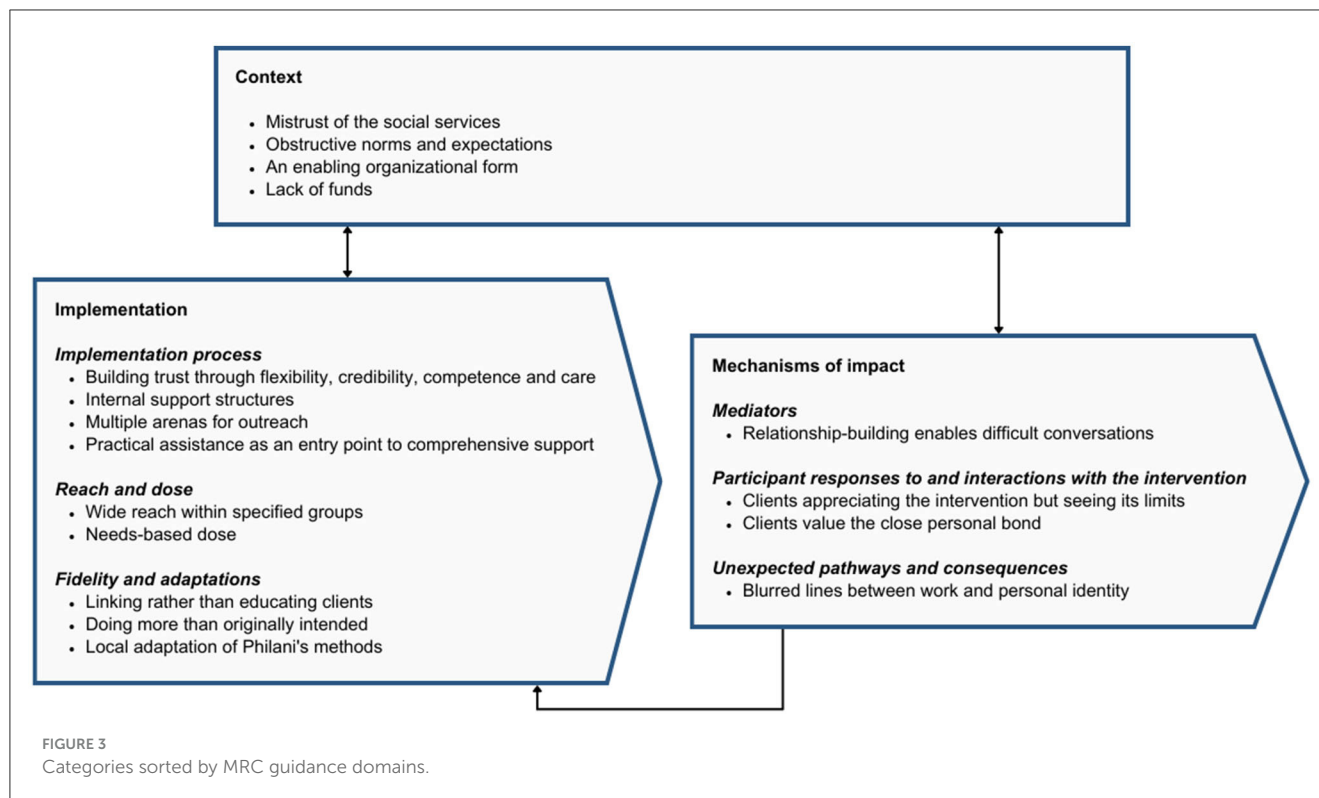 Context
• Mistrust of the social services
• Obstructive norms and expectations
• An enabling organizational form
• Lack of funds
Implementation
Implementation process
• Building trust through flexibility, credibility, competence and care
• Internal support structures
• Multiple arenas for outreach
• Practical assistance as an entry point to comprehensive support
Reach and dose
• Wide reach within specified groups
• Needs-based dose
Fidelity and adaptations
• Linking rather than educating clients
• Doing more than originally intended
• Local adaptation of Philani's methods
Mechanisms of impact
Mediators
• Relationship-building enables difficult conversations
Participant responses to and interactions with the intervention
• Clients appreciating the intervention but seeing its limits
• Clients value the close personal bond
Unexpected pathways and consequences
• Blurred lines between work and personal identity
FIGURE 3
Categories sorted by MRC guidance domains.